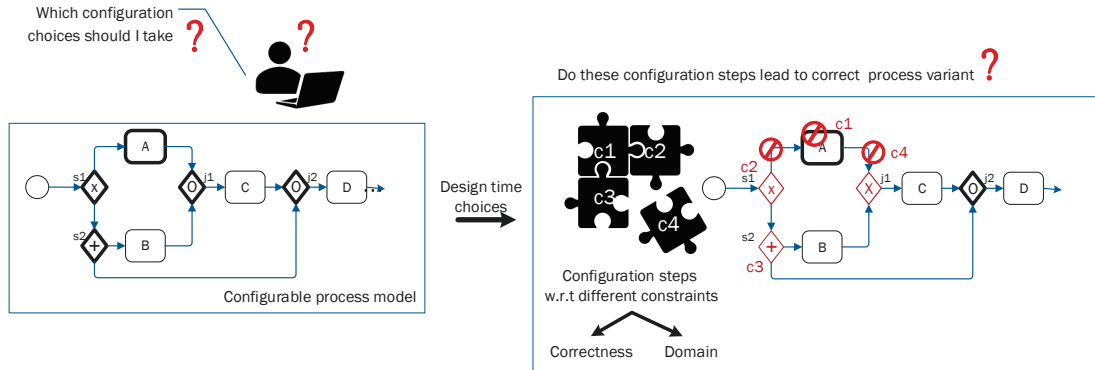 Which configuration
choices should I take
?
?
A
s1
X
O
j1
C
O
j2
D
...
s2
+
B
Configurable process model
Design time
choices
Do these configuration steps lead to correct process variant ?
c1
c2
c3
c4
Configuration steps
w.r.t different constraints
Correctness
Domain
c1
A
c2
c4
s1
X
X
j1
C
O
j2
D
s2
+
B
c3